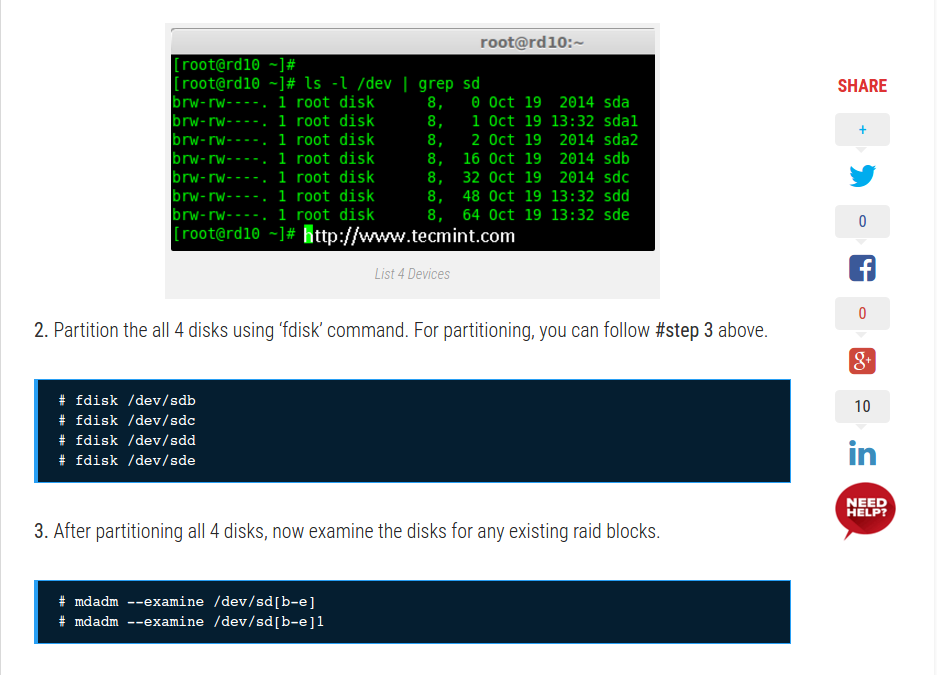 root@rd10:~
[root@rd10 ~]#
[root@rd10 ~]# ls -l /dev | grep sd
brw-rw----. 1 root disk 8, 0 Oct 19 2014 sda
brw-rw----. 1 root disk 8, 1 Oct 19 13:32 sda1
brw-rw----. 1 root disk 8, 2 Oct 19 2014 sda2
brw-rw----. 1 root disk 8, 16 Oct 19 2014 sdb
brw-rw----. 1 root disk 8, 32 Oct 19 2014 sdc
brw-rw----. 1 root disk 8, 48 Oct 19 13:32 sdd
brw-rw----. 1 root disk 8, 64 Oct 19 13:32 sde
[root@rd10 ~]# http://www.tecmint.com
List 4 Devices
2. Partition the all 4 disks using ‘fdisk’ command. For partitioning, you can follow #step 3 above.
# fdisk /dev/sdb
# fdisk /dev/sdc
# fdisk /dev/sdd
# fdisk /dev/sde
3. After partitioning all 4 disks, now examine the disks for any existing raid blocks.
# mdadm --examine /dev/sd[b-e]
# mdadm --examine /dev/sd[b-e]1
SHARE
+
0
0
g+
10
in
NEED
HELP?